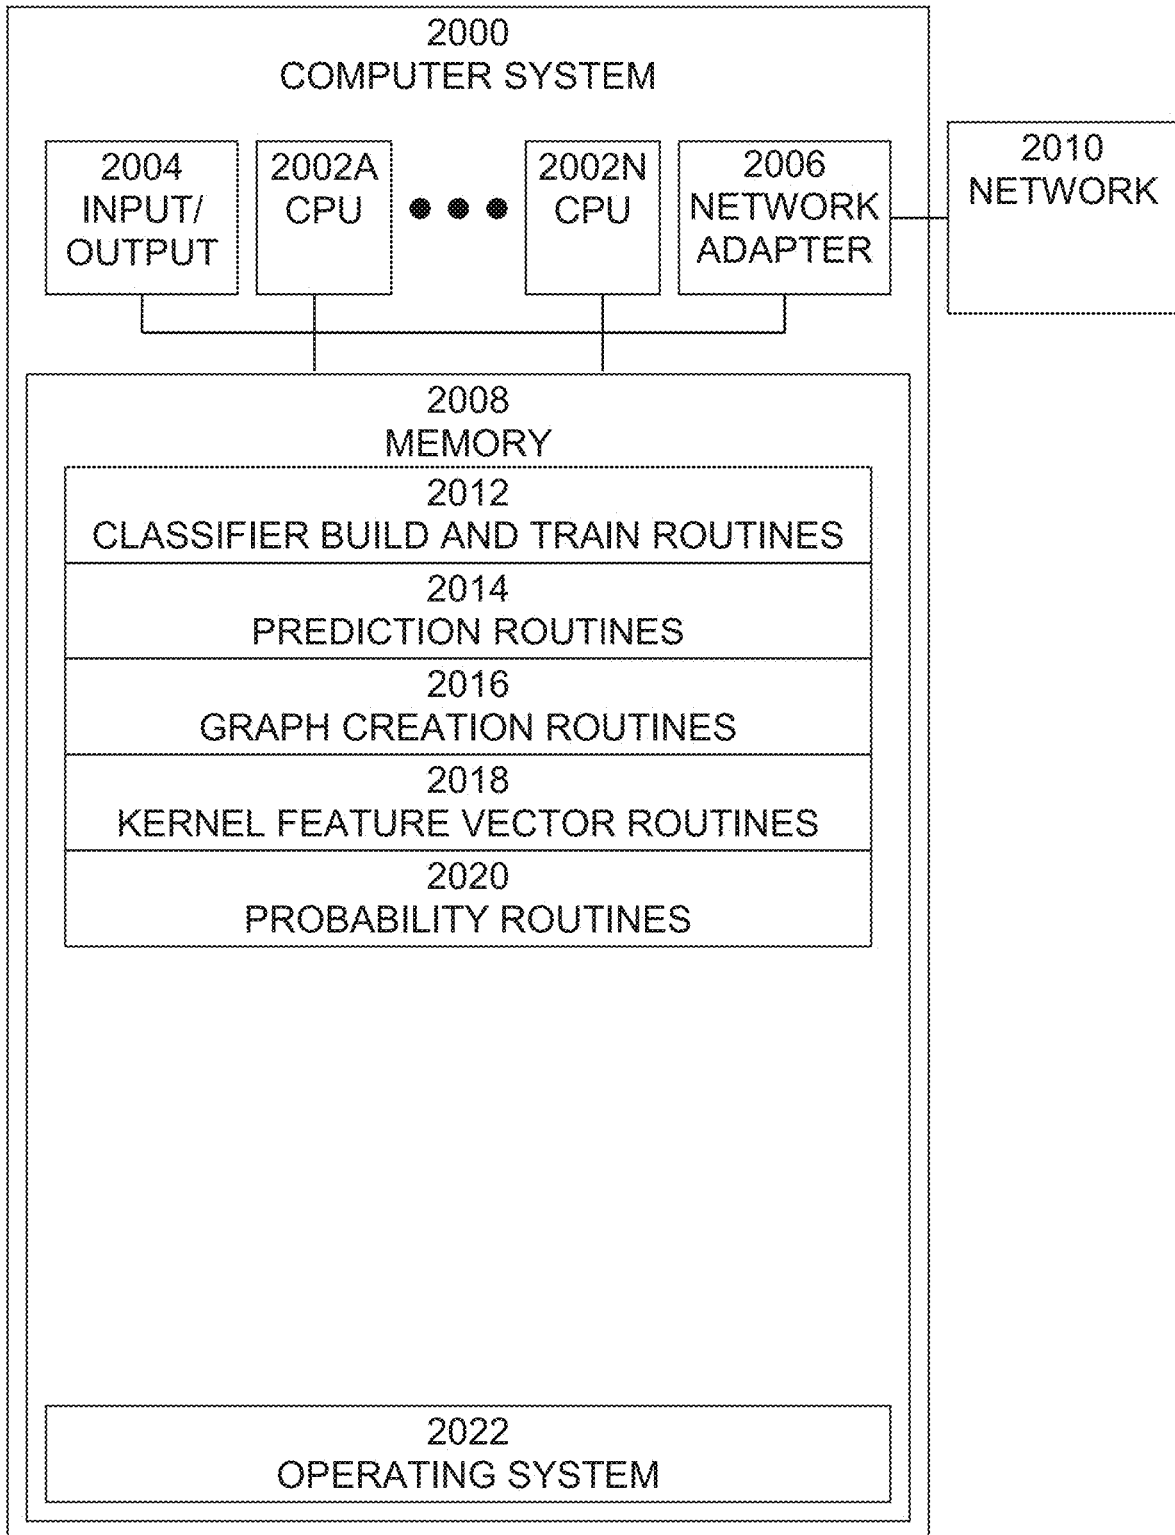 2000
COMPUTER SYSTEM
2004
INPUT/
OUTPUT
2002A
CPU
2002N
CPU
2006
NETWORK
ADAPTER
2010
NETWORK
2008
MEMORY
2012
CLASSIFIER BUILD AND TRAIN ROUTINES
2014
PREDICTION ROUTINES
2016
GRAPH CREATION ROUTINES
2018
KERNEL FEATURE VECTOR ROUTINES
2020
PROBABILITY ROUTINES
2022
OPERATING SYSTEM